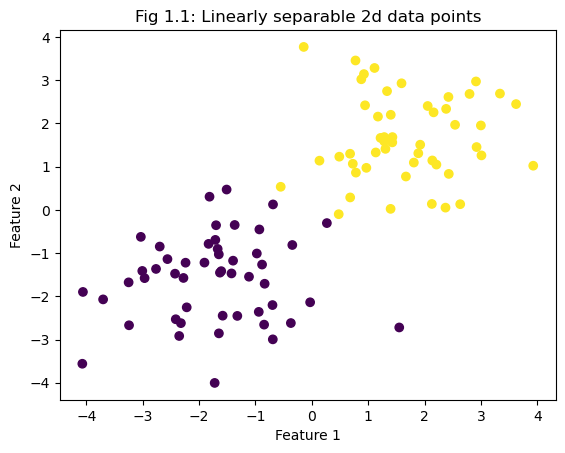 Fig 1.1: Linearly separable 2d data points
4
3
2
1
0
−1
−2
−3
−4
Feature 2
−4 −3 −2 −1 0 1 2 3 4
Feature 1